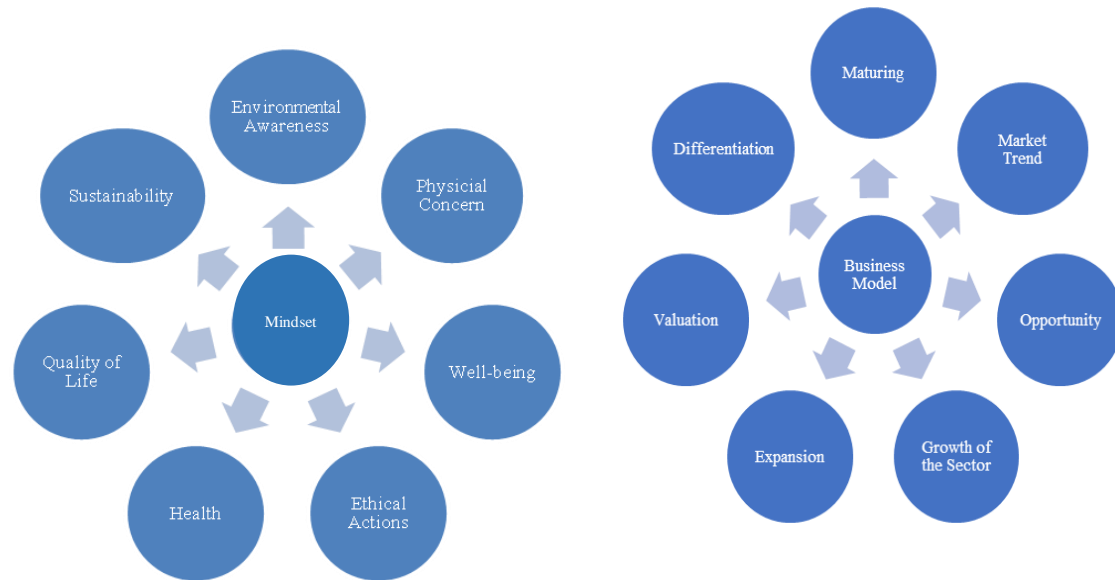 Environmental
Awareness
Physicial
Concern
Well-being
Ethical
Actions
Health
Quality of
Life
Sustainability
Mindset
Maturing
Market
Trend
Opportunity
Growth of
the Sector
Expansion
Valuation
Differentiation
Business
Model